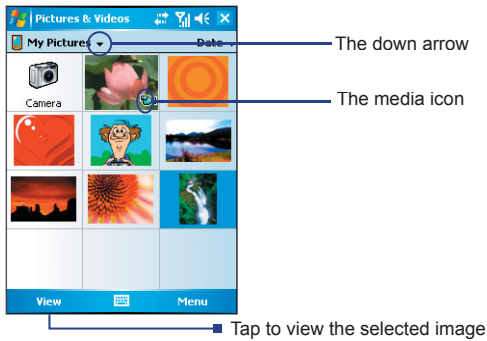 Pictures & Videos
My Pictures
Date
The down arrow
Camera
The media icon
View
Menu
Tap to view the selected image